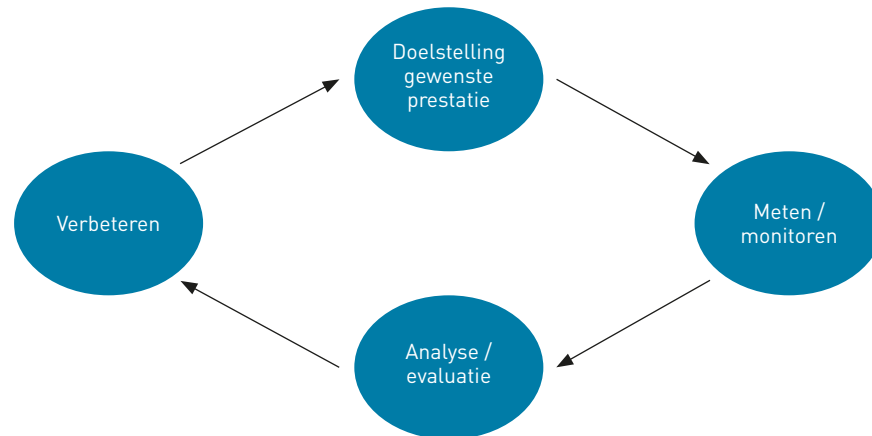 Doelstelling
gewenste
prestatie
Verbeteren
Meten /
monitoren
Analyse /
evaluatie